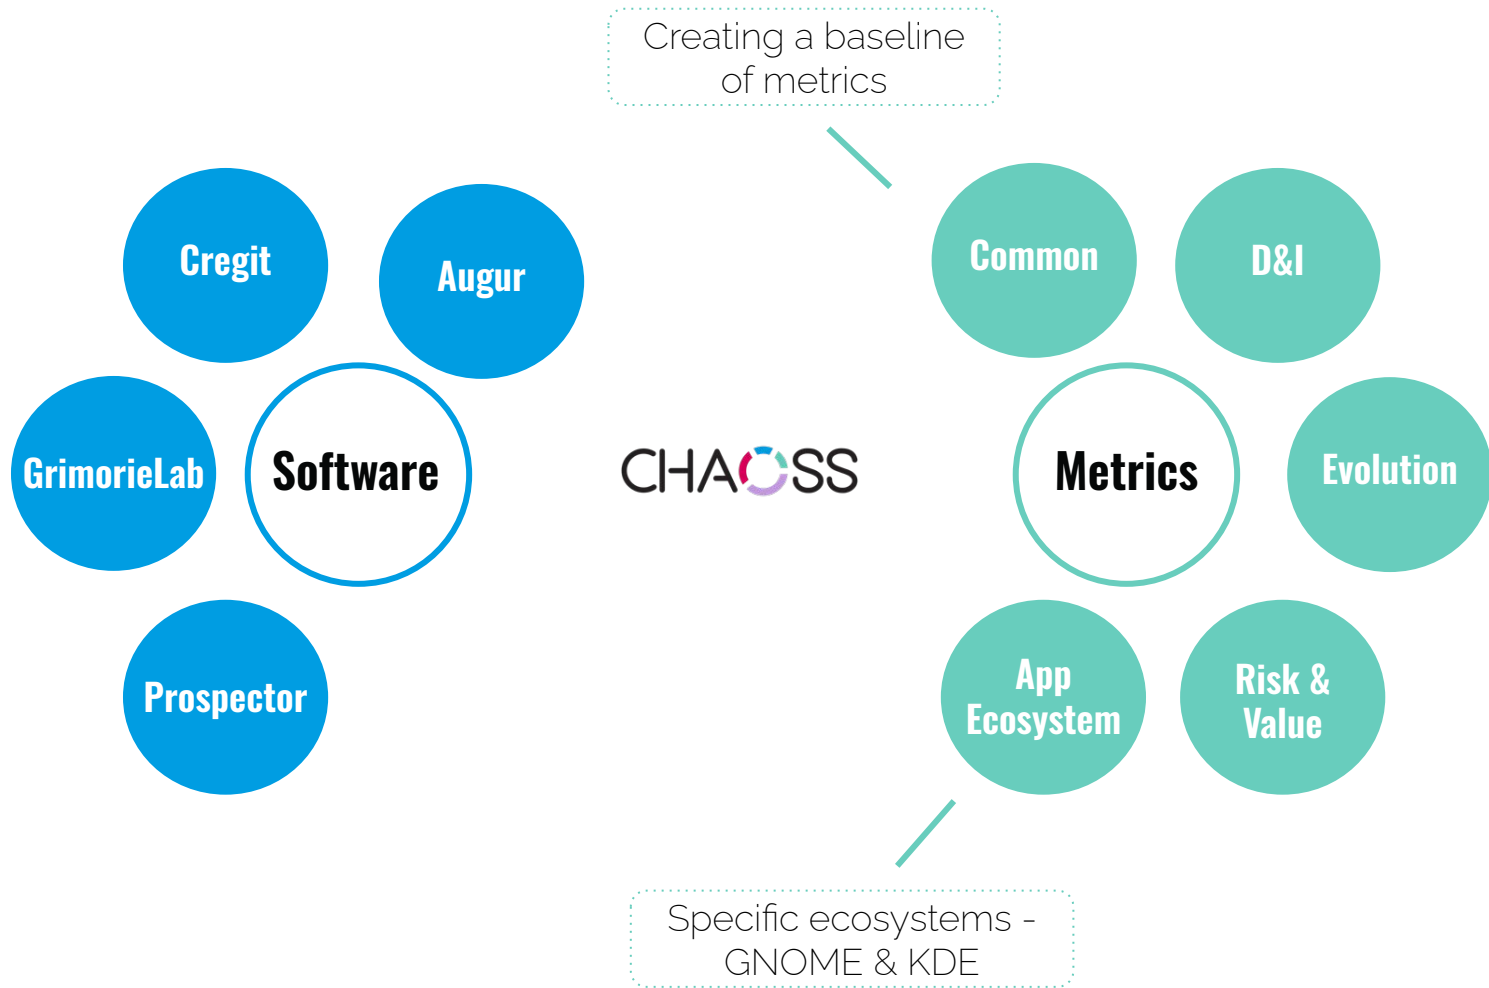 Creating a baseline
of metrics
Cregit
Augur
GrimorieLab
Software
Prospector
CHAOSS
Common
D&I
Metrics
Evolution
App
Ecosystem
Risk &
Value
Specific ecosystems -
GNOME & KDE